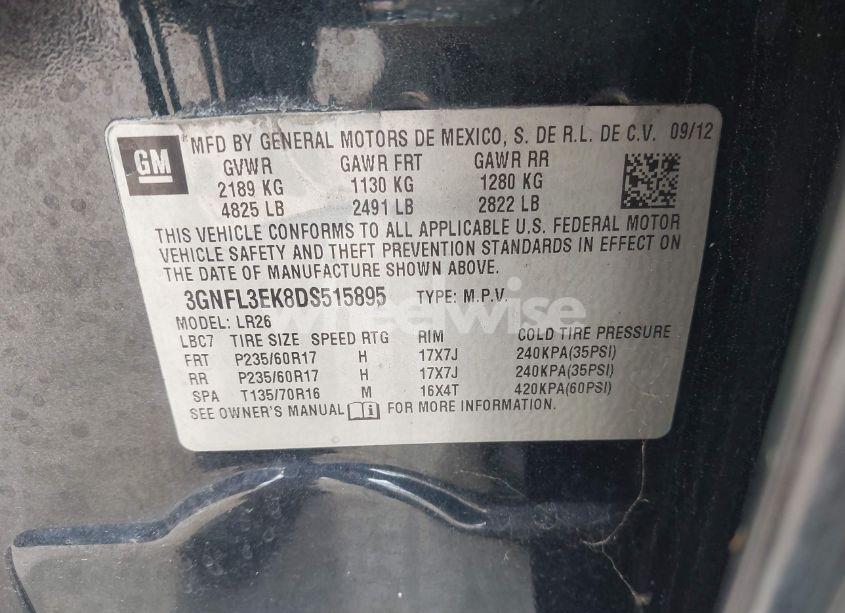 GM
MFD BY GENERAL MOTORS DE MEXICO, S. DE R.L. DE C.V. 09/12
GVWR GAWR FRT GAWR RR
2189 KG 1130 KG 1280 KG
4825 LB 2491 LB 2822 LB
THIS VEHICLE CONFORMS TO ALL APPLICABLE U.S. FEDERAL MOTOR
VEHICLE SAFETY AND THEFT PREVENTION STANDARDS IN EFFECT ON
THE DATE OF MANUFACTURE SHOWN ABOVE.
3GNFL3EK8DS515895 TYPE: M.P.V.
wheelwise
MODEL: LR26
LBC7 TIRE SIZE SPEED RTG RIM COLD TIRE PRESSURE
FRT P235/60R17 H 17X7J 240KPA(35PSI)
RR P235/60R17 H 17X7J 240KPA(35PSI)
SPA T135/70R16 M 16X4T 420KPA(60PSI)
SEE OWNER'S MANUAL FOR MORE INFORMATION.